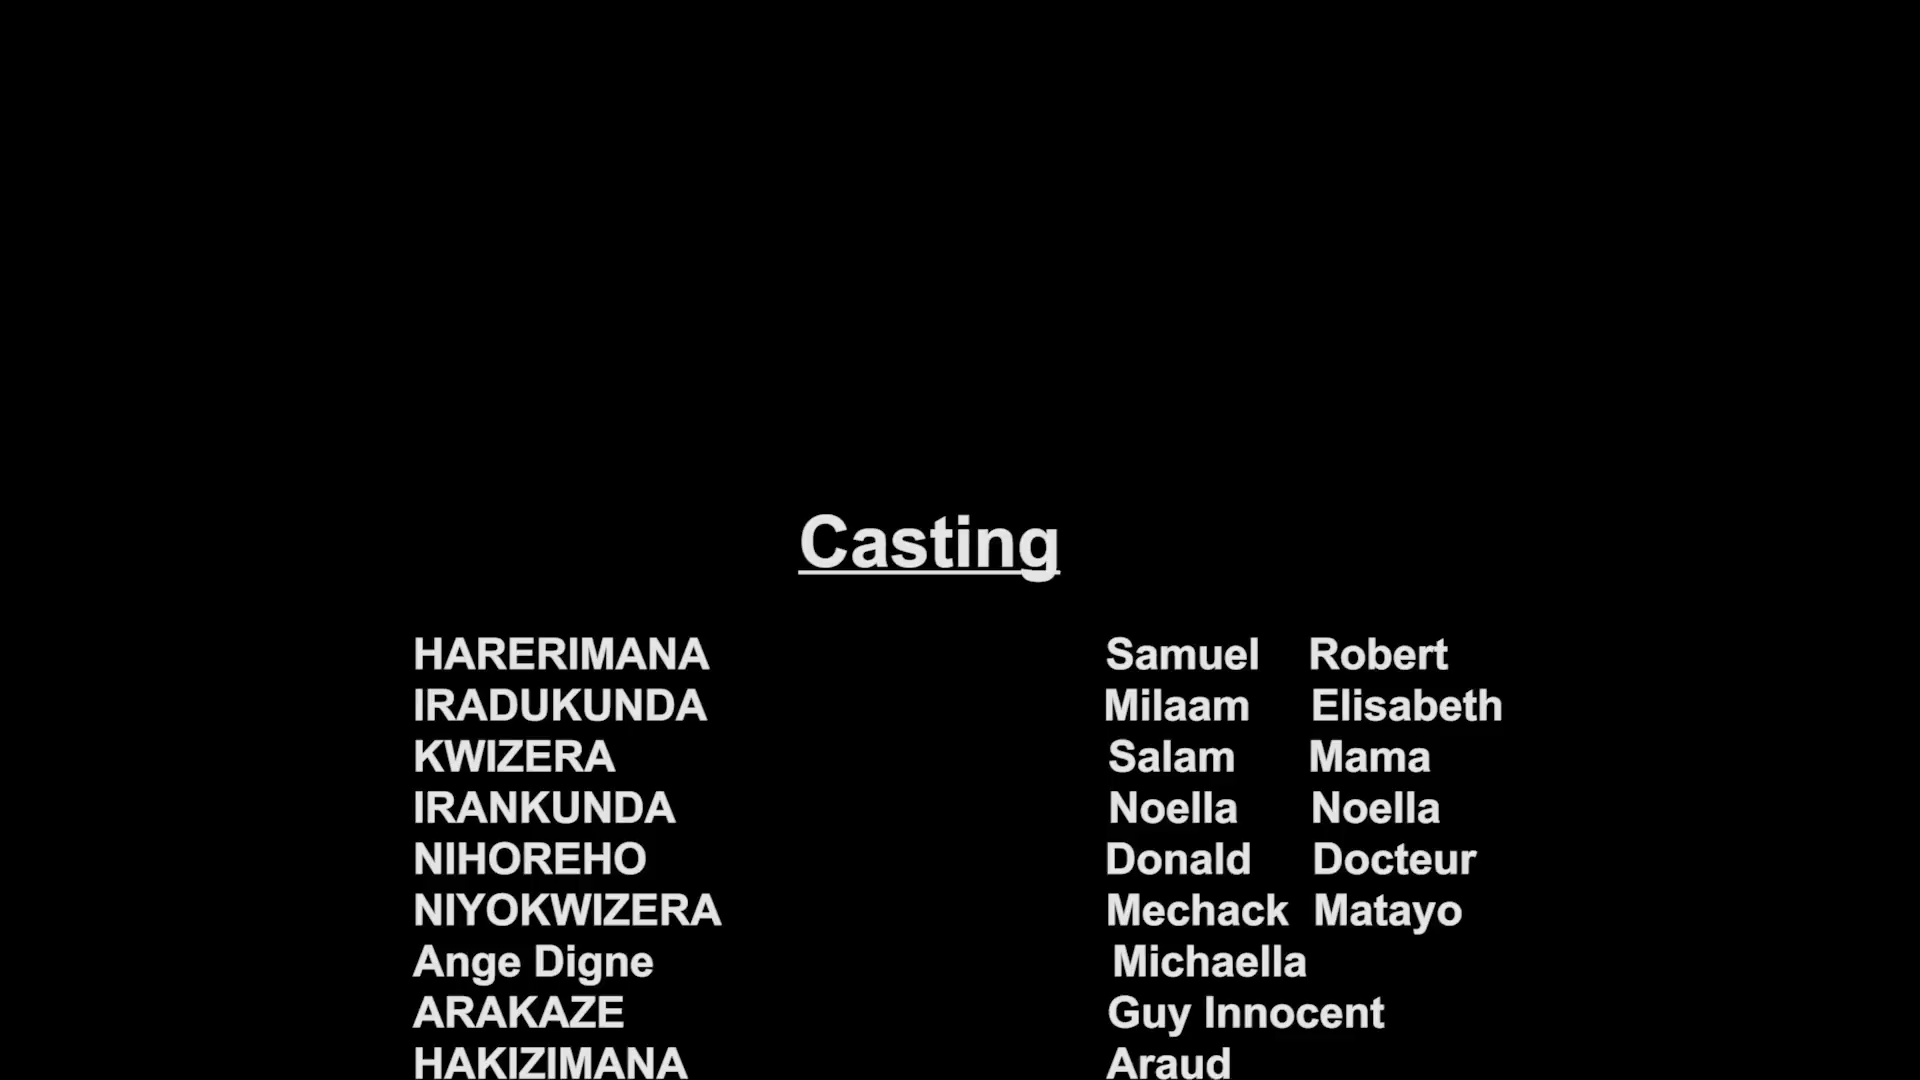 Casting
HARERIMANA Samuel Robert
IRADUKUNDA Milaam Elisabeth
KWIZERA Salam Mama
IRANKUNDA Noella Noella
NIHOREHO Donald Docteur
NIYOKWIZERA Mechack Matayo
Ange Digne Michaella
ARAKAZE Guy Innocent
HAKIZIMANA Araud